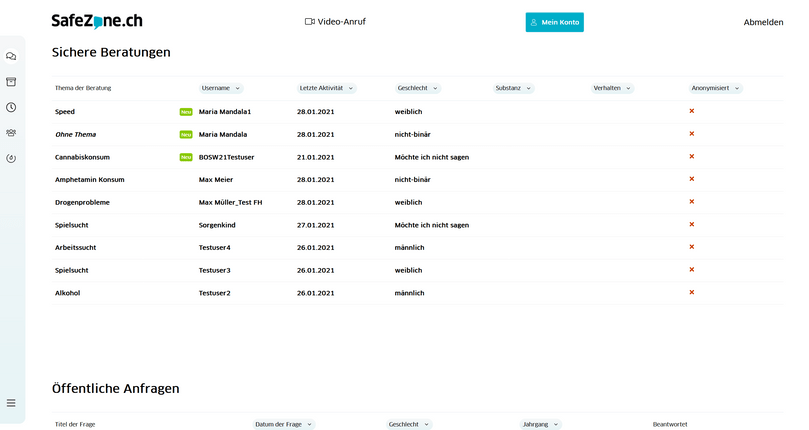 SafeZone.ch Video-Anruf Mein Konto Abmelden
Sichere Beratungen
Thema der Beratung Username Letzte Aktivität Geschlecht Substanz Verhalten Anonymisiert
Speed Neu Maria Mandala1 28.01.2021 weiblich
Ohne Thema Neu Maria Mandala 28.01.2021 nicht-binär
Cannabiskonsum Neu BOSW21Testuser 21.01.2021 Möchte ich nicht sagen
Amphetamin Konsum Max Meier 28.01.2021 nicht-binär
Drogenprobleme Max Müller_Test FH 28.01.2021 weiblich
Spielsucht Sorgenkind 27.01.2021 Möchte ich nicht sagen
Arbeitssucht Testuser4 26.01.2021 männlich
Spielsucht Testuser3 26.01.2021 weiblich
Alkohol Testuser2 26.01.2021 männlich
Öffentliche Anfragen
Titel der Frage Datum der Frage Geschlecht Jahrgang Beantwortet